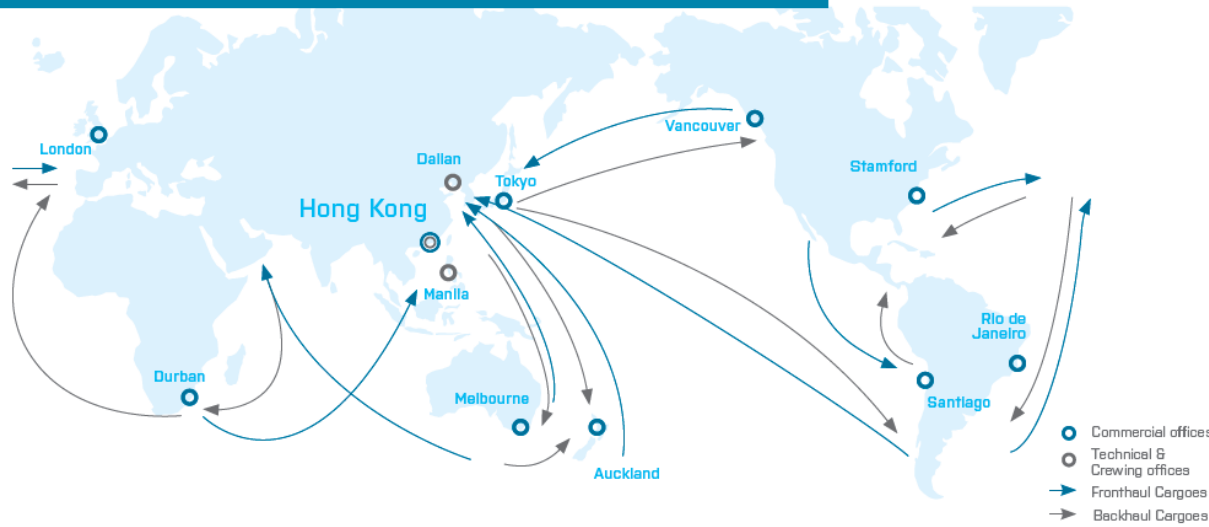 London
Dalian
Tokyo
Hong Kong
Manila
Vancouver
Stamford
Rio de
Janeiro
Durban
Melbourne
Santiago
Auckland
Commercial offices
Technical &
Crewing offices
Fronthaul Cargoes
Backhaul Cargoes